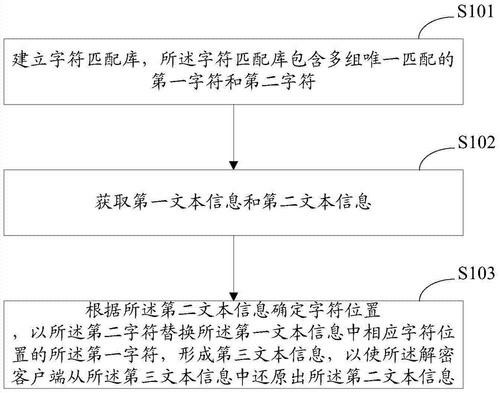 S101
建立字符匹配库，所述字符匹配库包含多组唯一匹配的
第一字符和第二字符
S102
获取第一文本信息和第二文本信息
S103
根据所述第二文本信息确定字符位置
，以所述第二字符替换所述第一文本信息中相应字符位
置的所述第一字符，形成第三文本信息，以使所述解密
客户端从所述第三文本信息中还原出所述第二文本信息